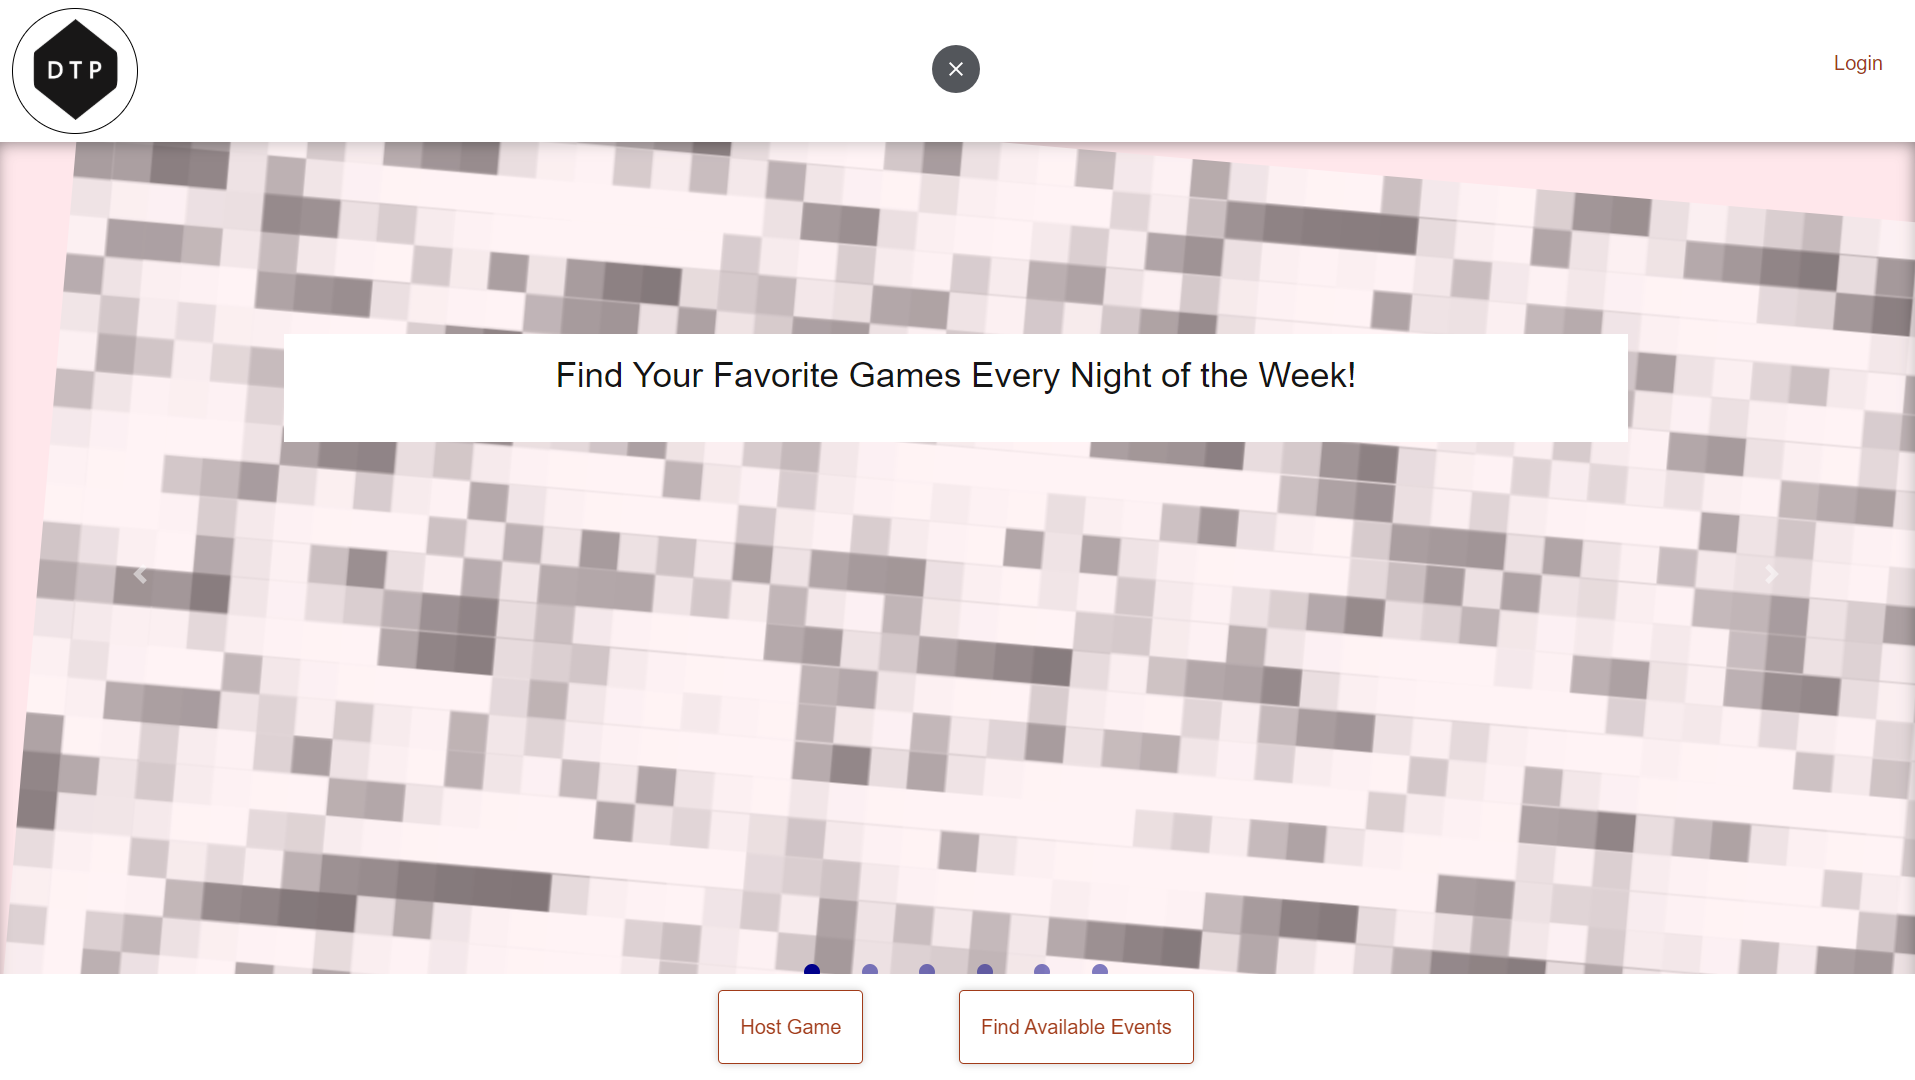 DTP
Login
Find Your Favorite Games Every Night of the Week!
Host Game
Find Available Events